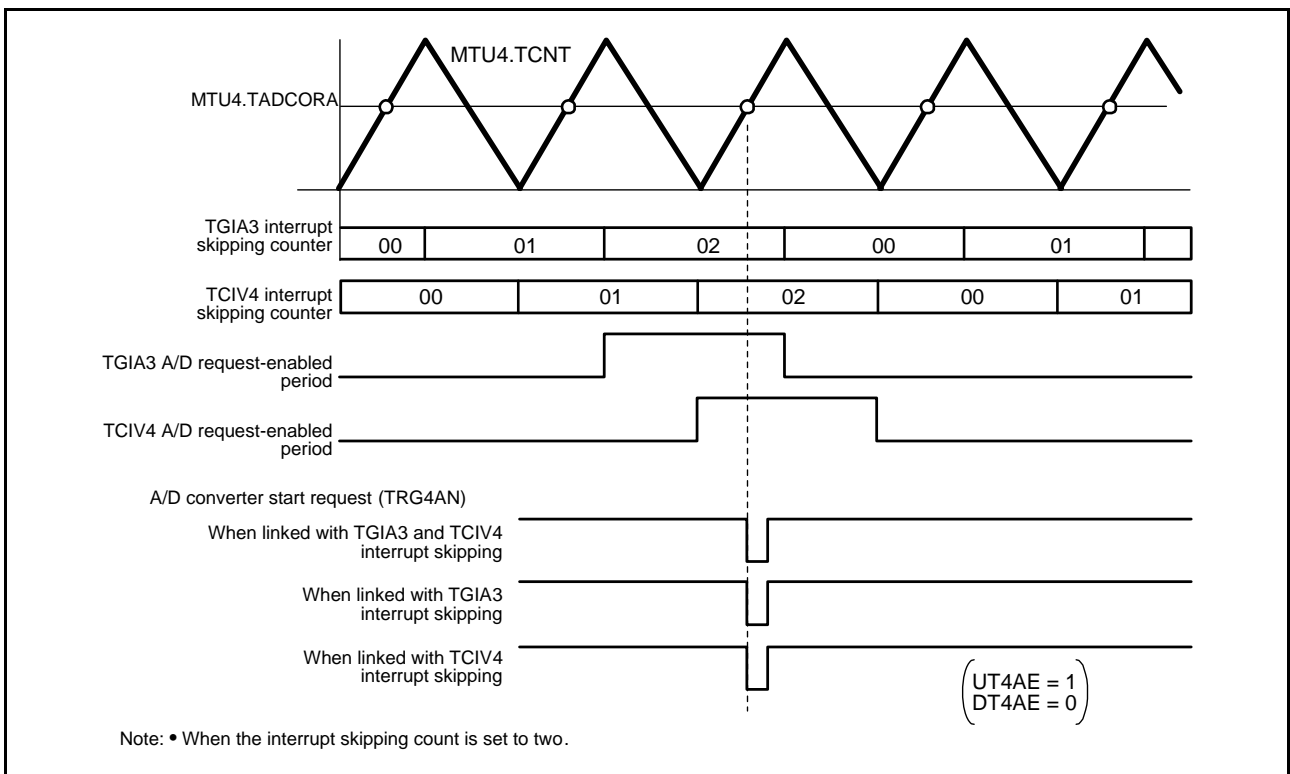 MTU4.TCNT
MTU4.TADCORA
TGIA3 interrupt
skipping counter
00 01 02 00 01
TCIV4 interrupt
skipping counter
00 01 02 00 01
TGIA3 A/D request-enabled
period
TCIV4 A/D request-enabled
period
A/D converter start request (TRG4AN)
When linked with TGIA3 and TCIV4
interrupt skipping
When linked with TGIA3
interrupt skipping
When linked with TCIV4
interrupt skipping
UT4AE = 1
DT4AE = 0
Note: • When the interrupt skipping count is set to two.